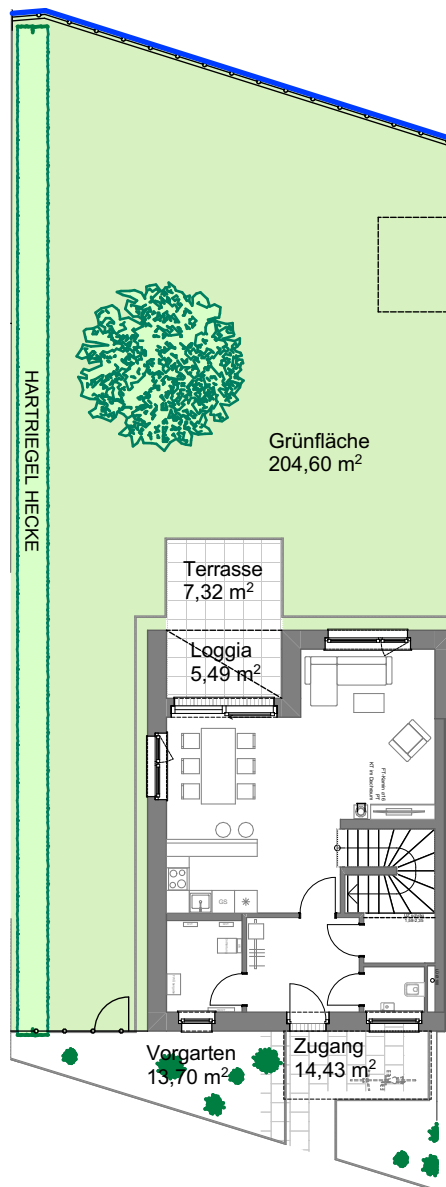 HARTRIEGEL HECKE
Grünfläche
204,60 m²
Terrasse
7,32 m²
Loggia
5,49 m²
GS
Vorgarten
13,70 m²
Zugang
14,43 m²